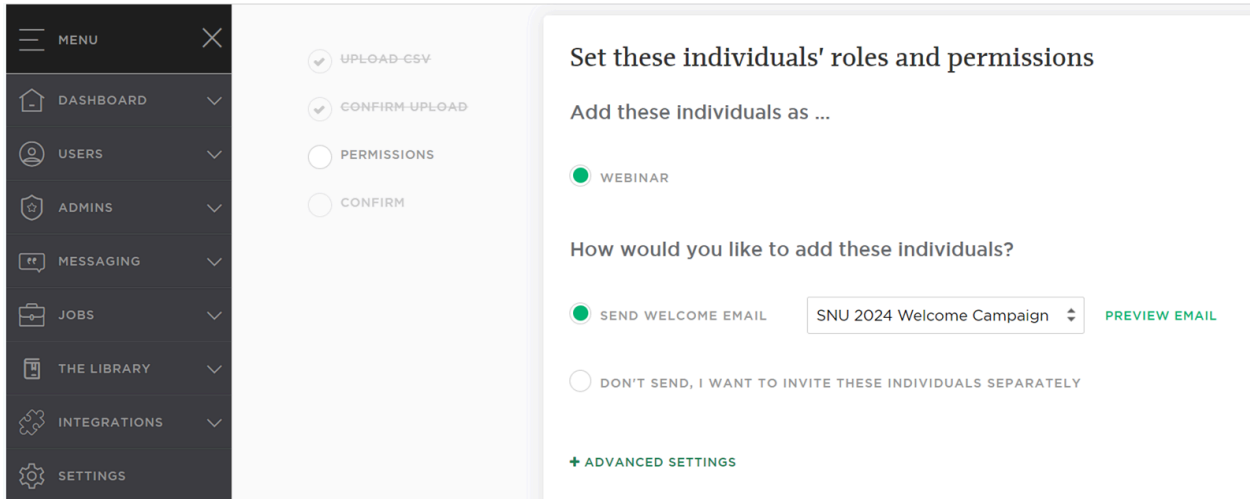 MENU
DASHBOARD
USERS
ADMINS
MESSAGING
JOBS
THE LIBRARY
INTEGRATIONS
SETTINGS
UPLOAD CSV
CONFIRM UPLOAD
PERMISSIONS
CONFIRM
Set these individuals' roles and permissions
Add these individuals as ...
WEBINAR
How would you like to add these individuals?
SEND WELCOME EMAIL SNU 2024 Welcome Campaign PREVIEW EMAIL
DON'T SEND, I WANT TO INVITE THESE INDIVIDUALS SEPARATELY
+ ADVANCED SETTINGS